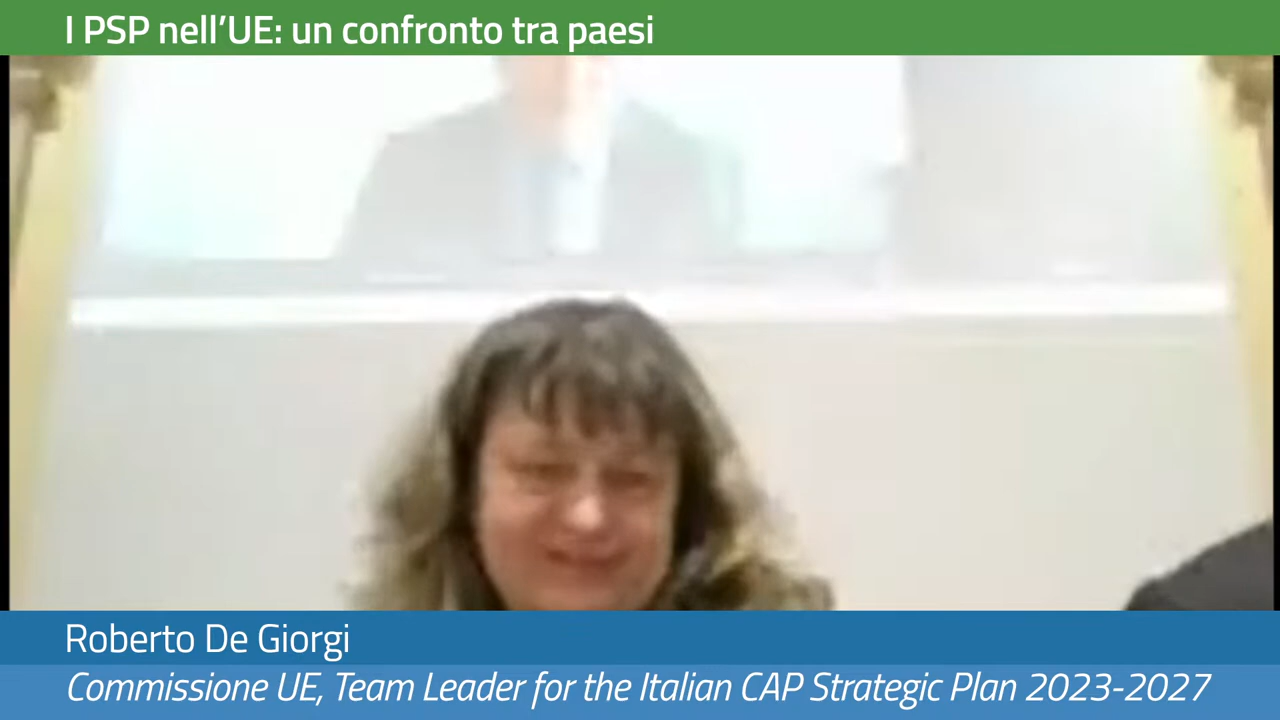 I PSP nell'UE: un confronto tra paesi
Roberto De Giorgi
Commissione UE, Team Leader for the Italian CAP Strategic Plan 2023-2027